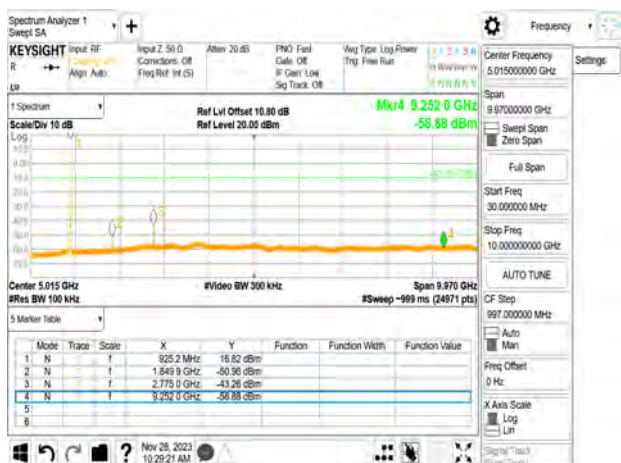 Spectrum Analyzer 1
Swept SA
Frequency
KEYSIGHT Input: RF
Input Z: 50 Ω
Atten: 20 dB
PNO: Fast
Avg Type: Log-Power
R
Align: Auto
Corrections: Off
Freq Ref: Int (S)
Gate: Off
IF Gain: Low
Sig Track: Off
Trig: Free Run
Center Frequency
5.015000000 GHz
Settings
Span
9.97000000 GHz
Swept Span
Zero Span
Full Span
Start Freq
30.000000 MHz
Stop Freq
10.000000000 GHz
AUTO TUNE
CF Step
997.000000 MHz
Auto
Man
Freq Offset
0 Hz
X Axis Scale
Log
Lin
Signal Track
1 Spectrum
Scale/Div 10 dB
Log
Ref Lvl Offset 10.80 dB
Ref Level 20.00 dBm
Mkr4 9.252 0 GHz
-58.88 dBm
Center 5.015 GHz
#Res BW 100 kHz
#Video BW 300 kHz
Span 9.970 GHz
#Sweep ~999 ms (24971 pts)
5 Marker Table
Mode Trace Scale X Y Function Function Width Function Value
1 N 1 f 925.2 MHz 16.82 dBm
2 N 1 f 1.849 9 GHz -50.96 dBm
3 N 1 f 2.775 0 GHz -43.26 dBm
4 N 1 f 9.252 0 GHz -58.88 dBm
5
6
?
Nov 28, 2023
10:29:21 AM